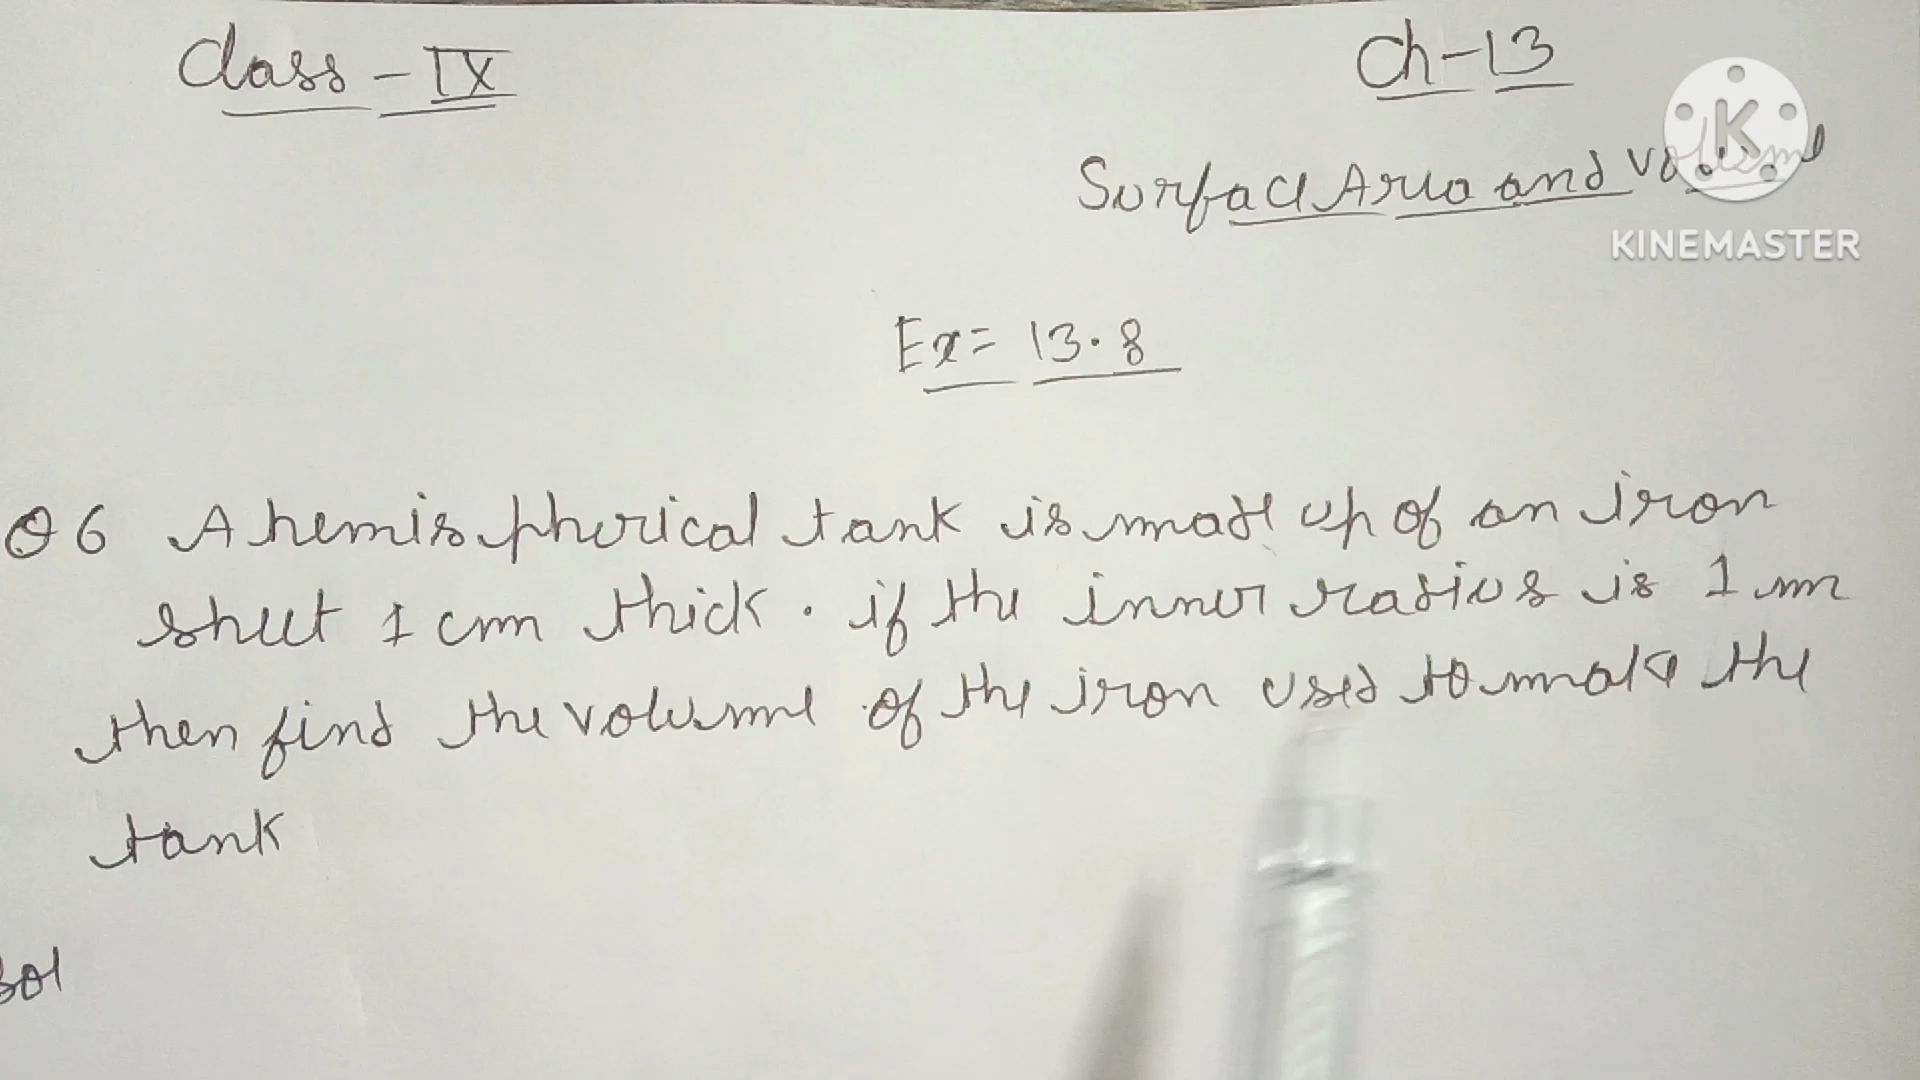 Class - IX
Ch-13
Surface Area and Volume
KINEMASTER
Ex = 13.8
Q 6 A hemispherical tank is made up of an iron
sheet 1 cm thick. if the inner radius is 1 m
then find the volume of the iron used to make the
tank
Sol